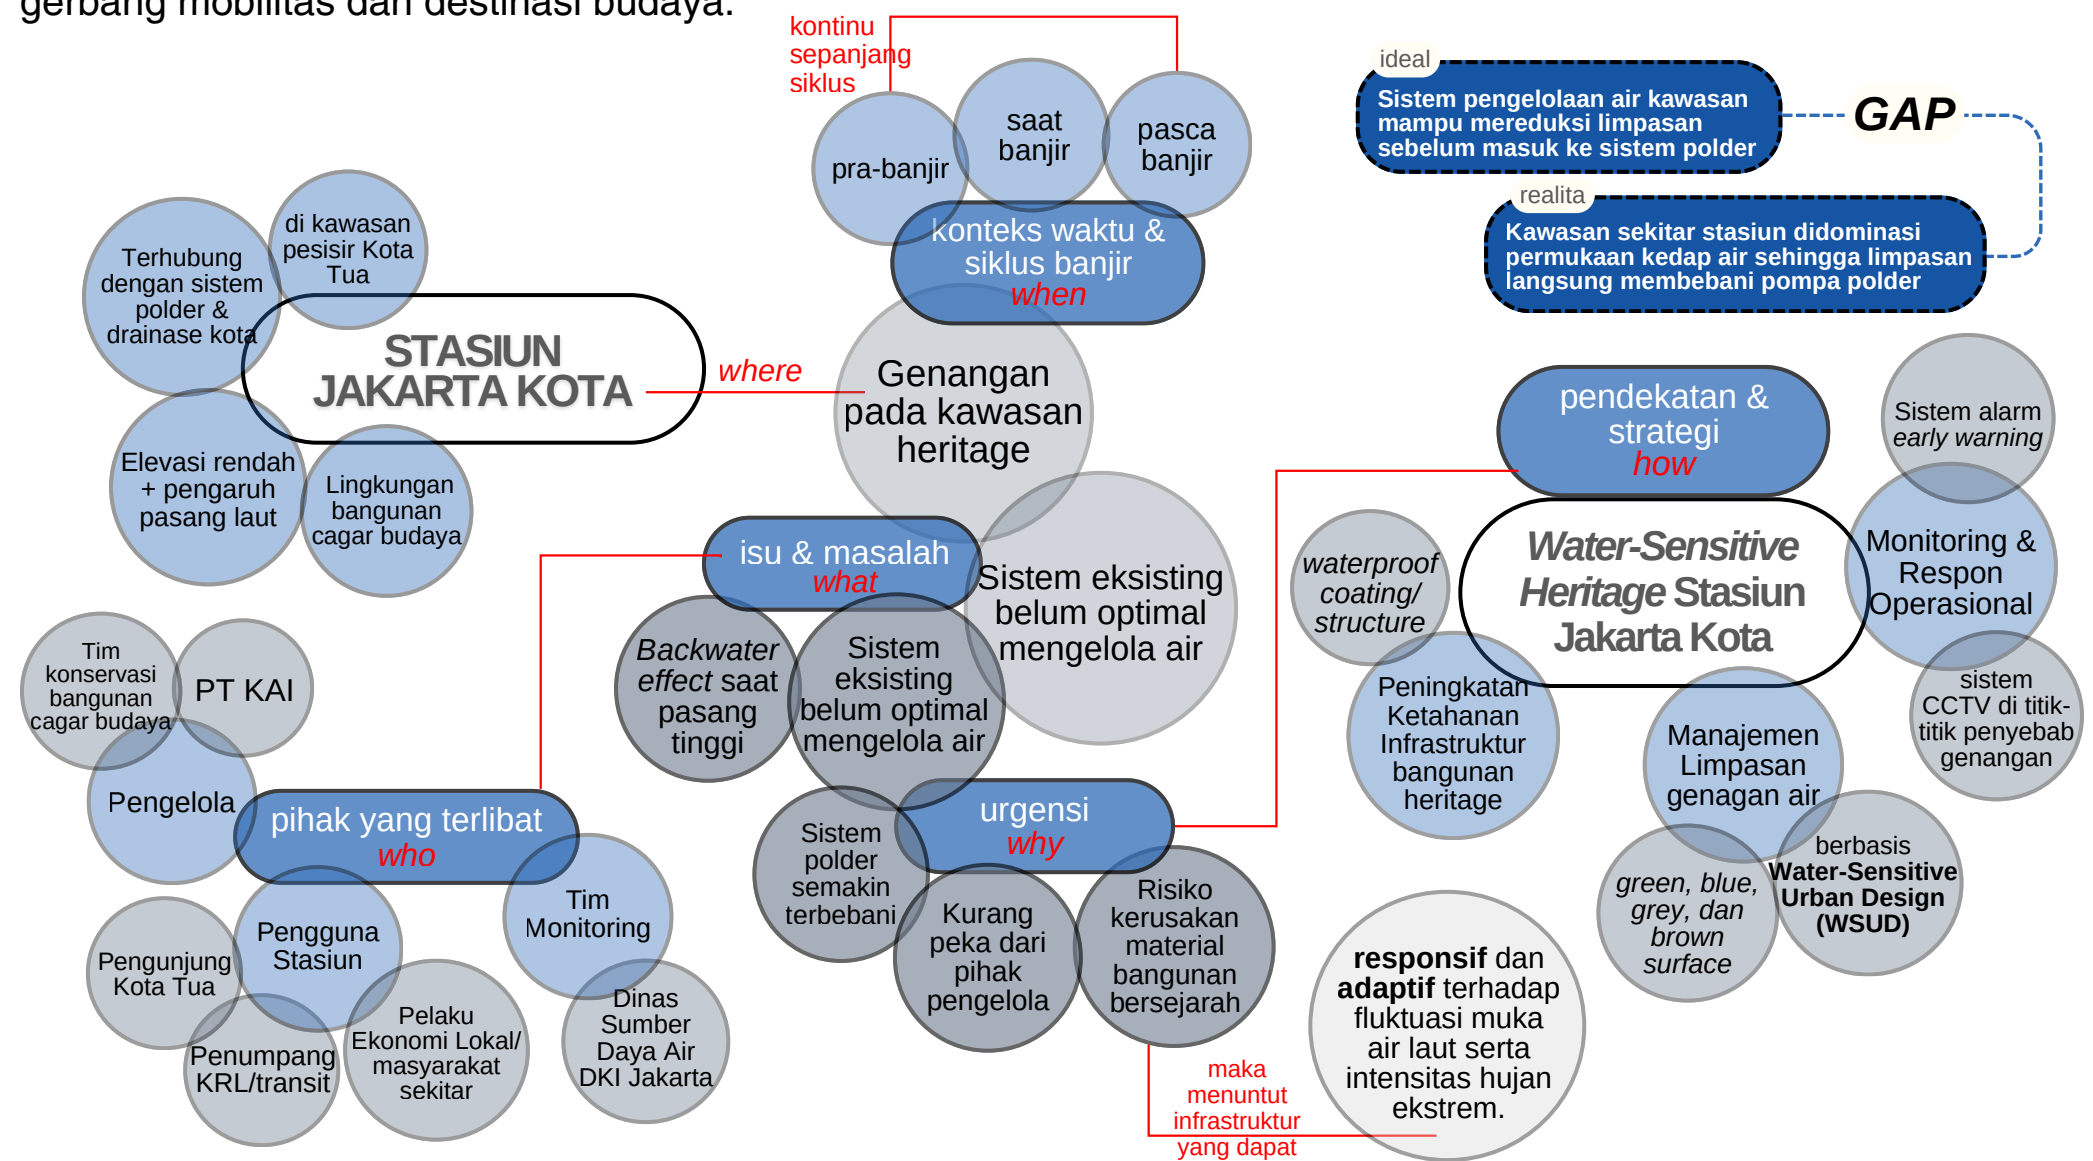 gerbang mobilitas dan destinasi budaya.
kontinu
sepanjang
siklus
pra-banjir
saat
banjir
pasca
banjir
konteks waktu &
siklus banjir
when
ideal
Sistem pengelolaan air kawasan
mampu mereduksi limpasan
sebelum masuk ke sistem polder
GAP
realita
Kawasan sekitar stasiun didominasi
permukaan kedap air sehingga limpasan
langsung membebani pompa polder
Terhubung
dengan sistem
polder &
drainase kota
di kawasan
pesisir Kota
Tua
STASIUN
JAKARTA KOTA
where
Elevasi rendah
+ pengaruh
pasang laut
Lingkungan
bangunan
cagar budaya
Genangan
pada kawasan
heritage
isu & masalah
what
Sistem eksisting
belum optimal
mengelola air
Backwater
effect saat
pasang
tinggi
Sistem
eksisting
belum optimal
mengelola air
urgensi
why
Sistem
polder
semakin
terbebani
Kurang
peka dari
pihak
pengelola
Risiko
kerusakan
material
bangunan
bersejarah
maka
menuntut
infrastruktur
yang dapat
responsif dan
adaptif terhadap
fluktuasi muka
air laut serta
intensitas hujan
ekstrem.
Tim
konservasi
bangunan
cagar budaya
PT KAI
Pengelola
pihak yang terlibat
who
Pengguna
Stasiun
Pengunjung
Kota Tua
Penumpang
KRL/transit
Pelaku
Ekonomi Lokal/
masyarakat
sekitar
Tim
Monitoring
Dinas
Sumber
Daya Air
DKI Jakarta
pendekatan &
strategi
how
Water-Sensitive
Heritage Stasiun
Jakarta Kota
waterproof
coating/
structure
Peningkatan
Ketahanan
Infrastruktur
bangunan
heritage
Manajemen
Limpasan
genagan air
green, blue,
grey, dan
brown
surface
berbasis
Water-Sensitive
Urban Design
(WSUD)
Sistem alarm
early warning
Monitoring &
Respon
Operasional
sistem
CCTV di titik-
titik penyebab
genangan